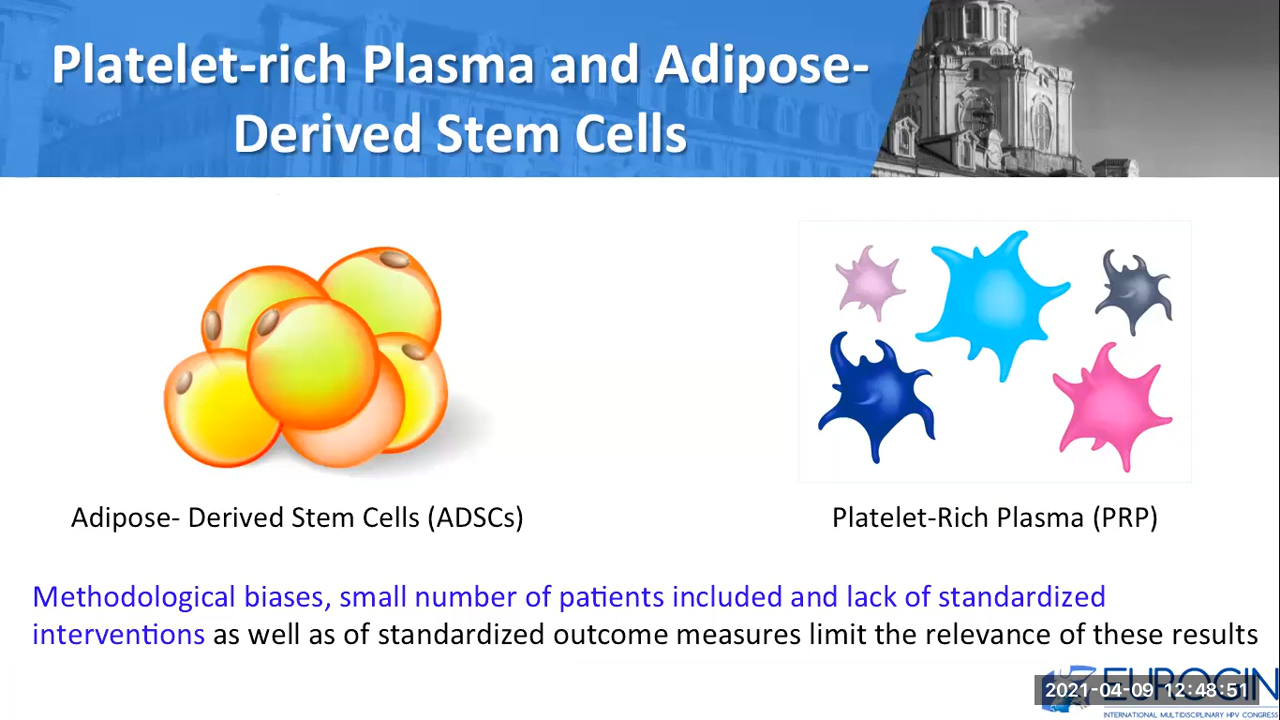 Platelet-rich Plasma and Adipose-
Derived Stem Cells
Adipose- Derived Stem Cells (ADSCs)
Platelet-Rich Plasma (PRP)
Methodological biases, small number of patients included and lack of standardized
interventions as well as of standardized outcome measures limit the relevance of these results
EUROGIN
2021-04-09 12:48:51
INTERNATIONAL MULTIDISCIPLINARY HPV CONGRESS